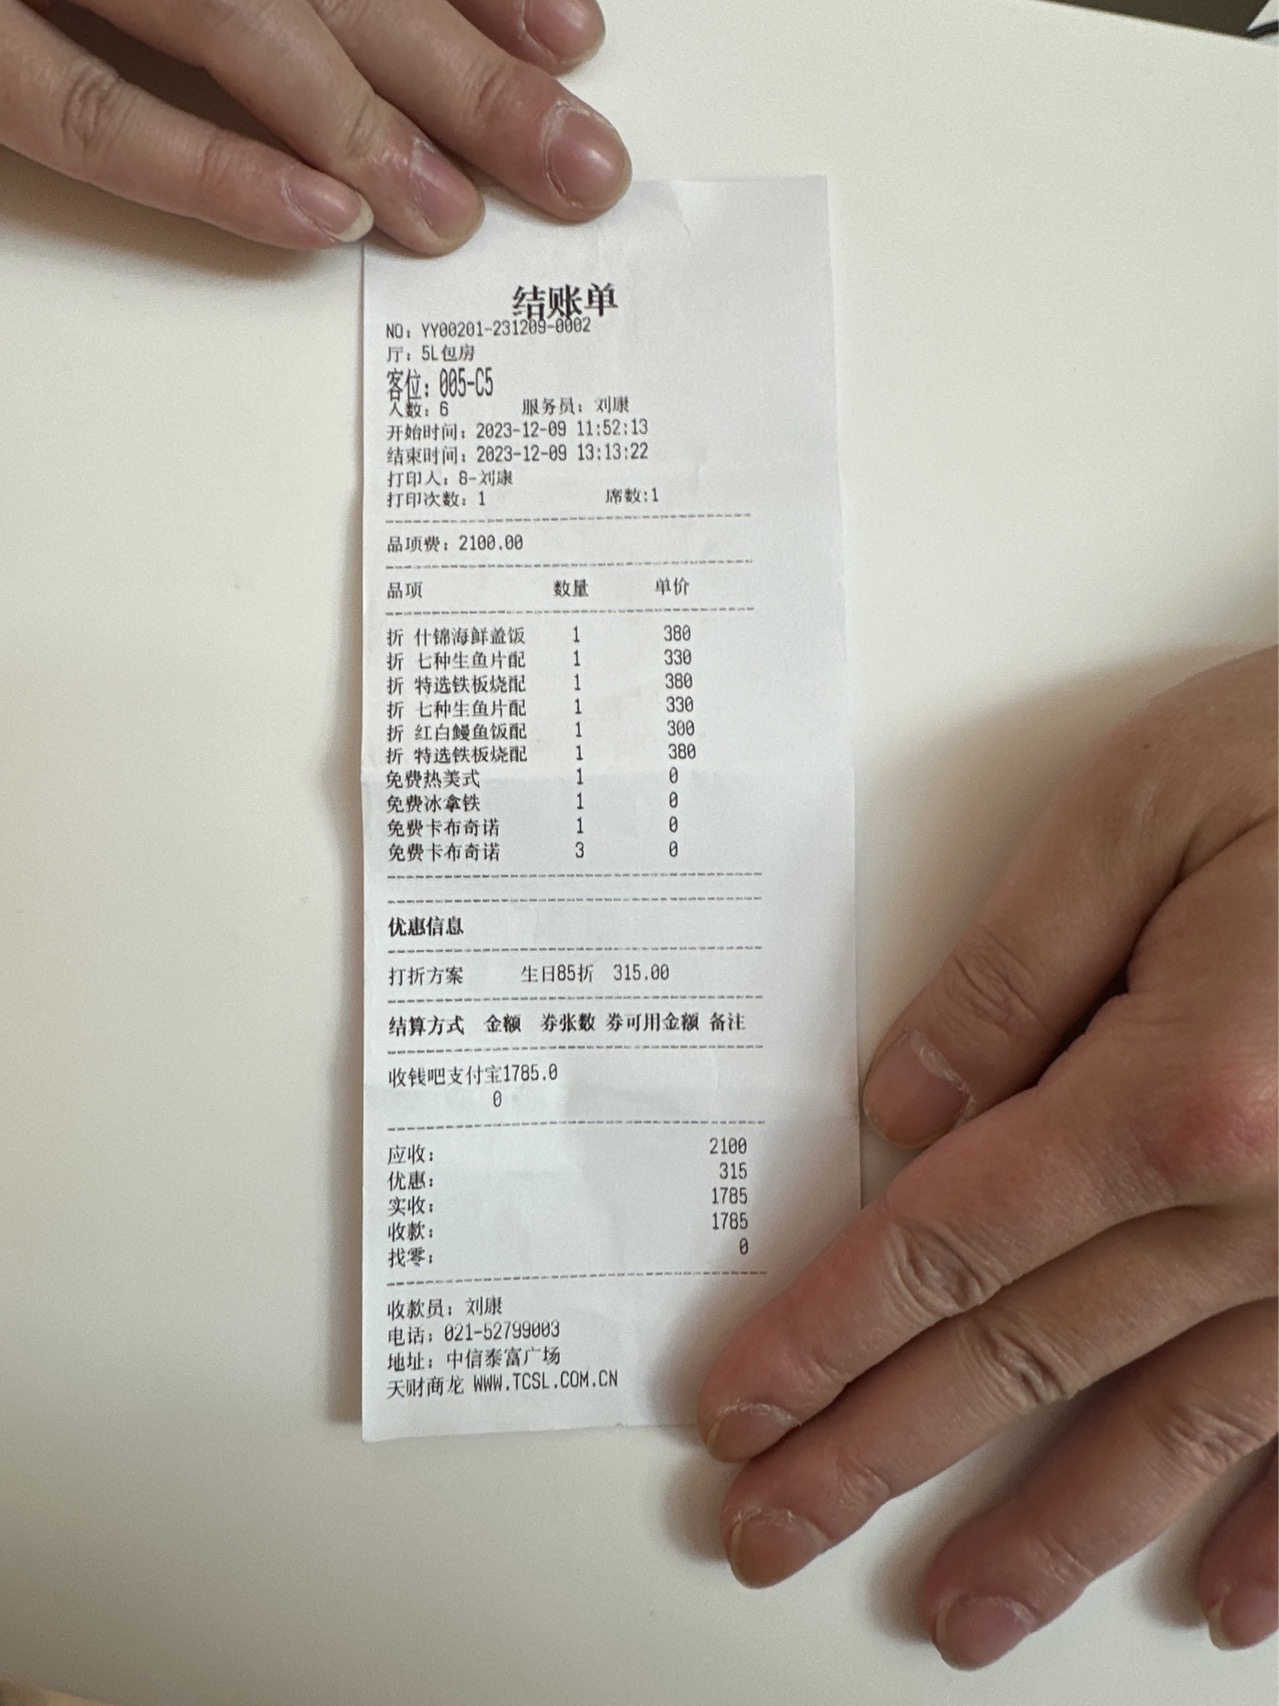 结账单
NO：YY00201-231209-0002
厅：5L包房
客位：005-C5
人数：6 服务员：刘康
开始时间：2023-12-09 11:52:13
结束时间：2023-12-09 13:13:22
打印人：8-刘康
打印次数：1 席数:1
品项费：2100.00
品项 数量 单价
折 什锦海鲜盖饭 1 380
折 七种生鱼片配 1 330
折 特选铁板烧配 1 380
折 七种生鱼片配 1 330
折 红白鳗鱼饭配 1 300
折 特选铁板烧配 1 380
免费热美式 1 0
免费冰拿铁 1 0
免费卡布奇诺 1 0
免费卡布奇诺 3 0
优惠信息
打折方案 生日85折 315.00
结算方式 金额 券张数 券可用金额 备注
收钱吧支付宝1785.0
0
应收： 2100
优惠： 315
实收： 1785
收款： 1785
找零： 0
收款员：刘康
电话：021-52799003
地址：中信泰富广场
天财商龙 WWW.TCSL.COM.CN